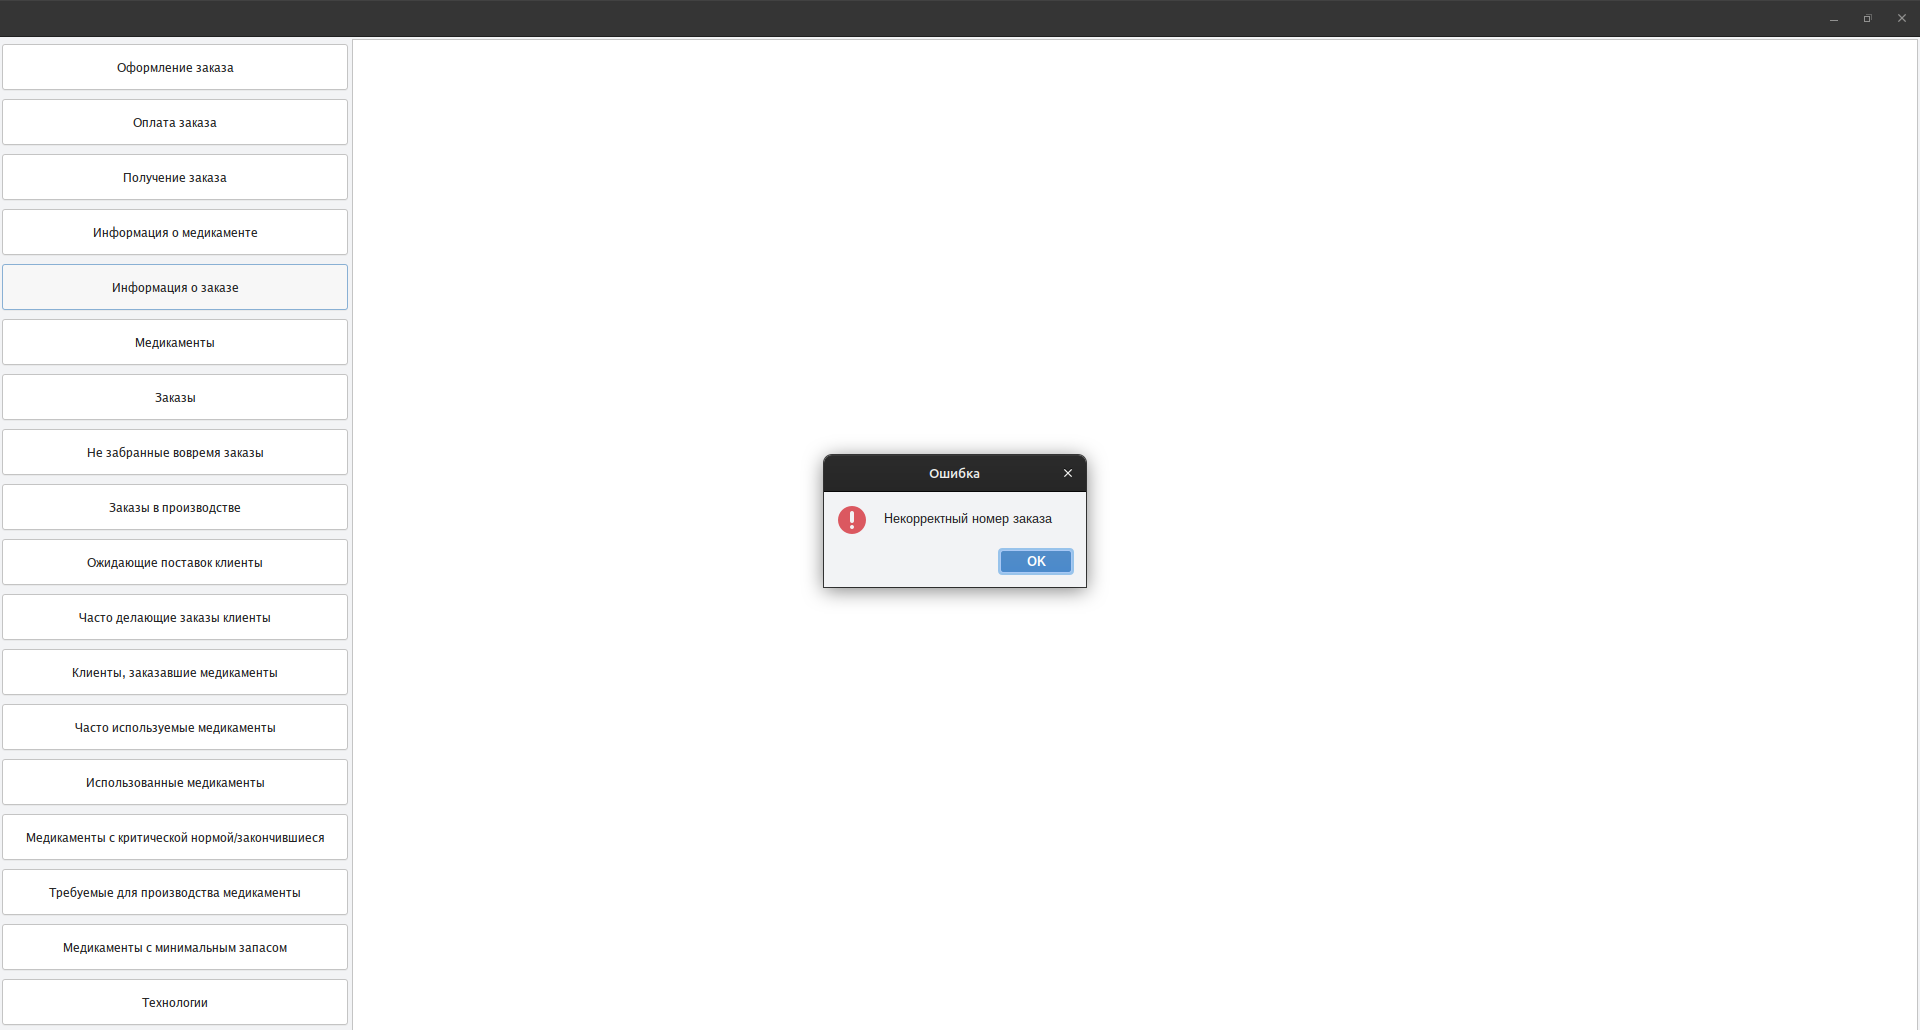 Оформление заказа
Оплата заказа
Получение заказа
Информация о медикаменте
Информация о заказе
Медикаменты
Заказы
Не забранные вовремя заказы
Заказы в производстве
Ожидающие поставок клиенты
Часто делающие заказы клиенты
Клиенты, заказавшие медикаменты
Часто используемые медикаменты
Использованные медикаменты
Медикаменты с критической нормой/закончившиеся
Требуемые для производства медикаменты
Медикаменты с минимальным запасом
Технологии
Ошибка
Некорректный номер заказа
OK